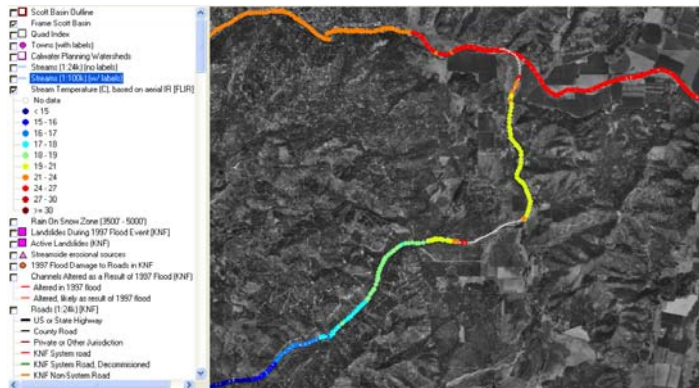 Scott Basin Outline
Frame Scott Basin
Quad Index
Towns (with labels)
Calwater Planning Watersheds
Streams (1:24k) (no labels)
Streams (1:100k) (w/ labels)
Stream Temperature (C), based on aerial IR [FLIR]
No data
< 15
15 - 16
16 - 17
17 - 18
18 - 19
19 - 21
21 - 24
24 - 27
27 - 30
>= 30
Rain On Snow Zone (3500' - 5000')
Landslides During 1997 Flood Event [KNF]
Active Landslides (KNF)
Streamside erosional sources
1997 Flood Damage to Roads in KNF
Channels Altered as a Result of 1997 Flood (KNF)
Altered in 1997 flood
Altered, likely as result of 1997 flood
Roads (1:24k) [KNF]
US or State Highway
County Road
Private or Other Jurisdiction
KNF System road
KNF System Road, Decommissioned
KNF Non-System Road